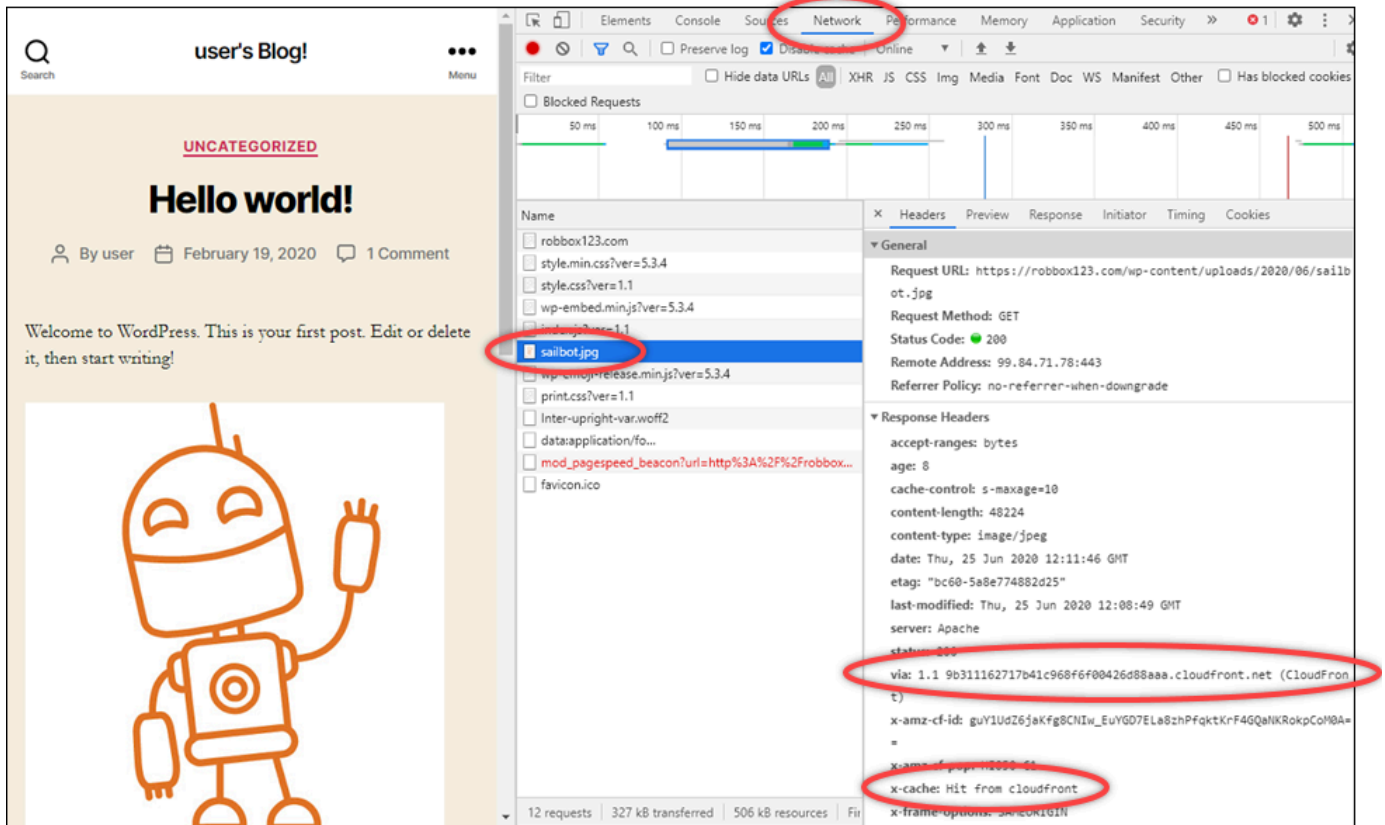 Elements Console Sources Network Performance Memory Application Security » 1
Preserve log Disable cache Online
Search
user's Blog!
Menu
Filter Hide data URLs All XHR JS CSS Img Media Font Doc WS Manifest Other Has blocked cookies
Blocked Requests
50 ms 100 ms 150 ms 200 ms 250 ms 300 ms 350 ms 400 ms 450 ms 500 ms
UNCATEGORIZED
Hello world!
By user February 19, 2020 1 Comment
Welcome to WordPress. This is your first post. Edit or delete
it, then start writing!
Name
robbox123.com
style.min.css?ver=5.3.4
style.css?ver=1.1
wp-embed.min.js?ver=5.3.4
index.js?ver=1.1
sailbot.jpg
wp-emoji-release.min.js?ver=5.3.4
print.css?ver=1.1
Inter-upright-var.woff2
data:application/fo...
mod_pagespeed_beacon?url=http%3A%2F%2Frobbox...
favicon.ico
12 requests 327 kB transferred 506 kB resources Fir
× Headers Preview Response Initiator Timing Cookies
General
Request URL: https://robbox123.com/wp-content/uploads/2020/06/sailb
ot.jpg
Request Method: GET
Status Code: 200
Remote Address: 99.84.71.78:443
Referrer Policy: no-referrer-when-downgrade
Response Headers
accept-ranges: bytes
age: 8
cache-control: s-maxage=10
content-length: 48224
content-type: image/jpeg
date: Thu, 25 Jun 2020 12:11:46 GMT
etag: "bc60-5a8e774882d25"
last-modified: Thu, 25 Jun 2020 12:08:49 GMT
server: Apache
status: 200
via: 1.1 9b311162717b41c968f6f00426d88aaa.cloudfront.net (CloudFron
t)
x-amz-cf-id: guY1UdZ6jaKfg8CNIw_EuYGD7ELa8zhPfqktKrF4GQaNKRokpCoM0A=
=
x-amz-cf-pop:
x-cache: Hit from cloudfront
x-frame-options: SAMEORIGIN